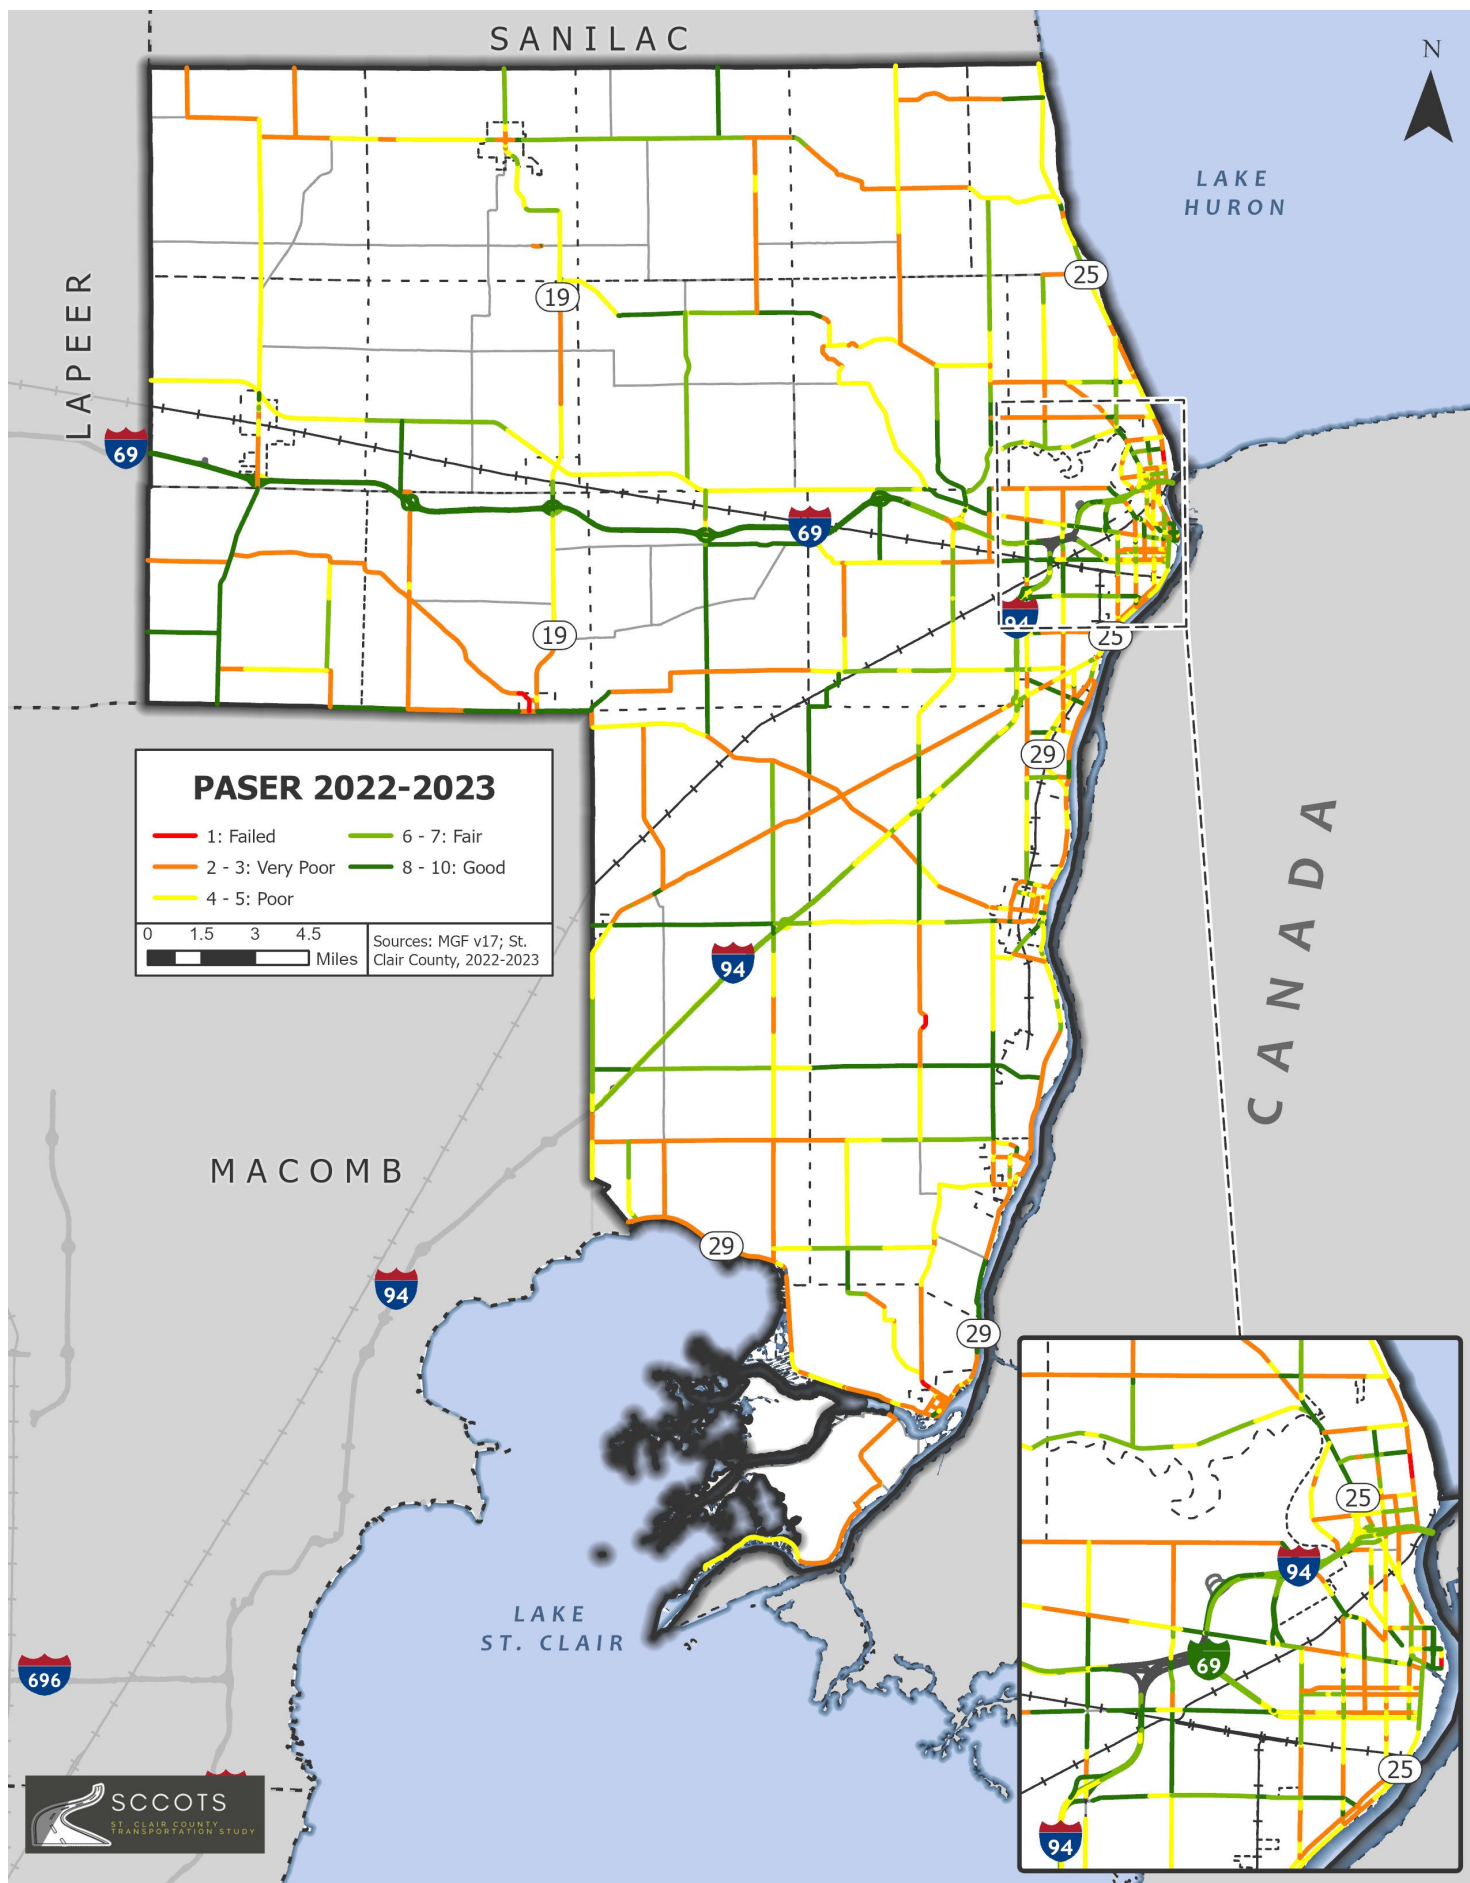 SANILAC
N
LAKE
HURON
LAPEER
25
19
69
69
94
19
25
29
PASER 2022-2023
1: Failed
6 - 7: Fair
2 - 3: Very Poor
8 - 10: Good
4 - 5: Poor
0 1.5 3 4.5
Miles
Sources: MGF v17; St.
Clair County, 2022-2023
CANADA
94
MACOMB
29
94
29
25
94
69
25
94
LAKE
ST. CLAIR
696
SCCOTS
ST. CLAIR COUNTY
TRANSPORTATION STUDY